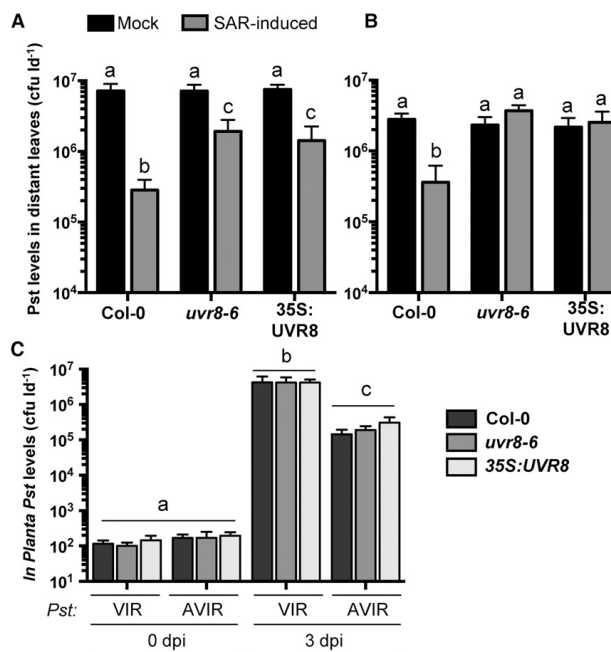 A
Mock
SAR-induced
B
Pst levels in distant leaves (cfu ld⁻¹)
10⁷
10⁶
10⁵
10⁴
a
b
a
c
a
c
Col-0
uvr8-6
35S:
UVR8
10⁷
10⁶
10⁵
10⁴
a
b
a
a
a
a
Col-0
uvr8-6
35S:
UVR8
C
In Planta Pst levels (cfu ld⁻¹)
10⁷
10⁶
10⁵
10⁴
10³
10²
10¹
a
b
c
Col-0
uvr8-6
35S:UVR8
Pst:
VIR
AVIR
VIR
AVIR
0 dpi
3 dpi